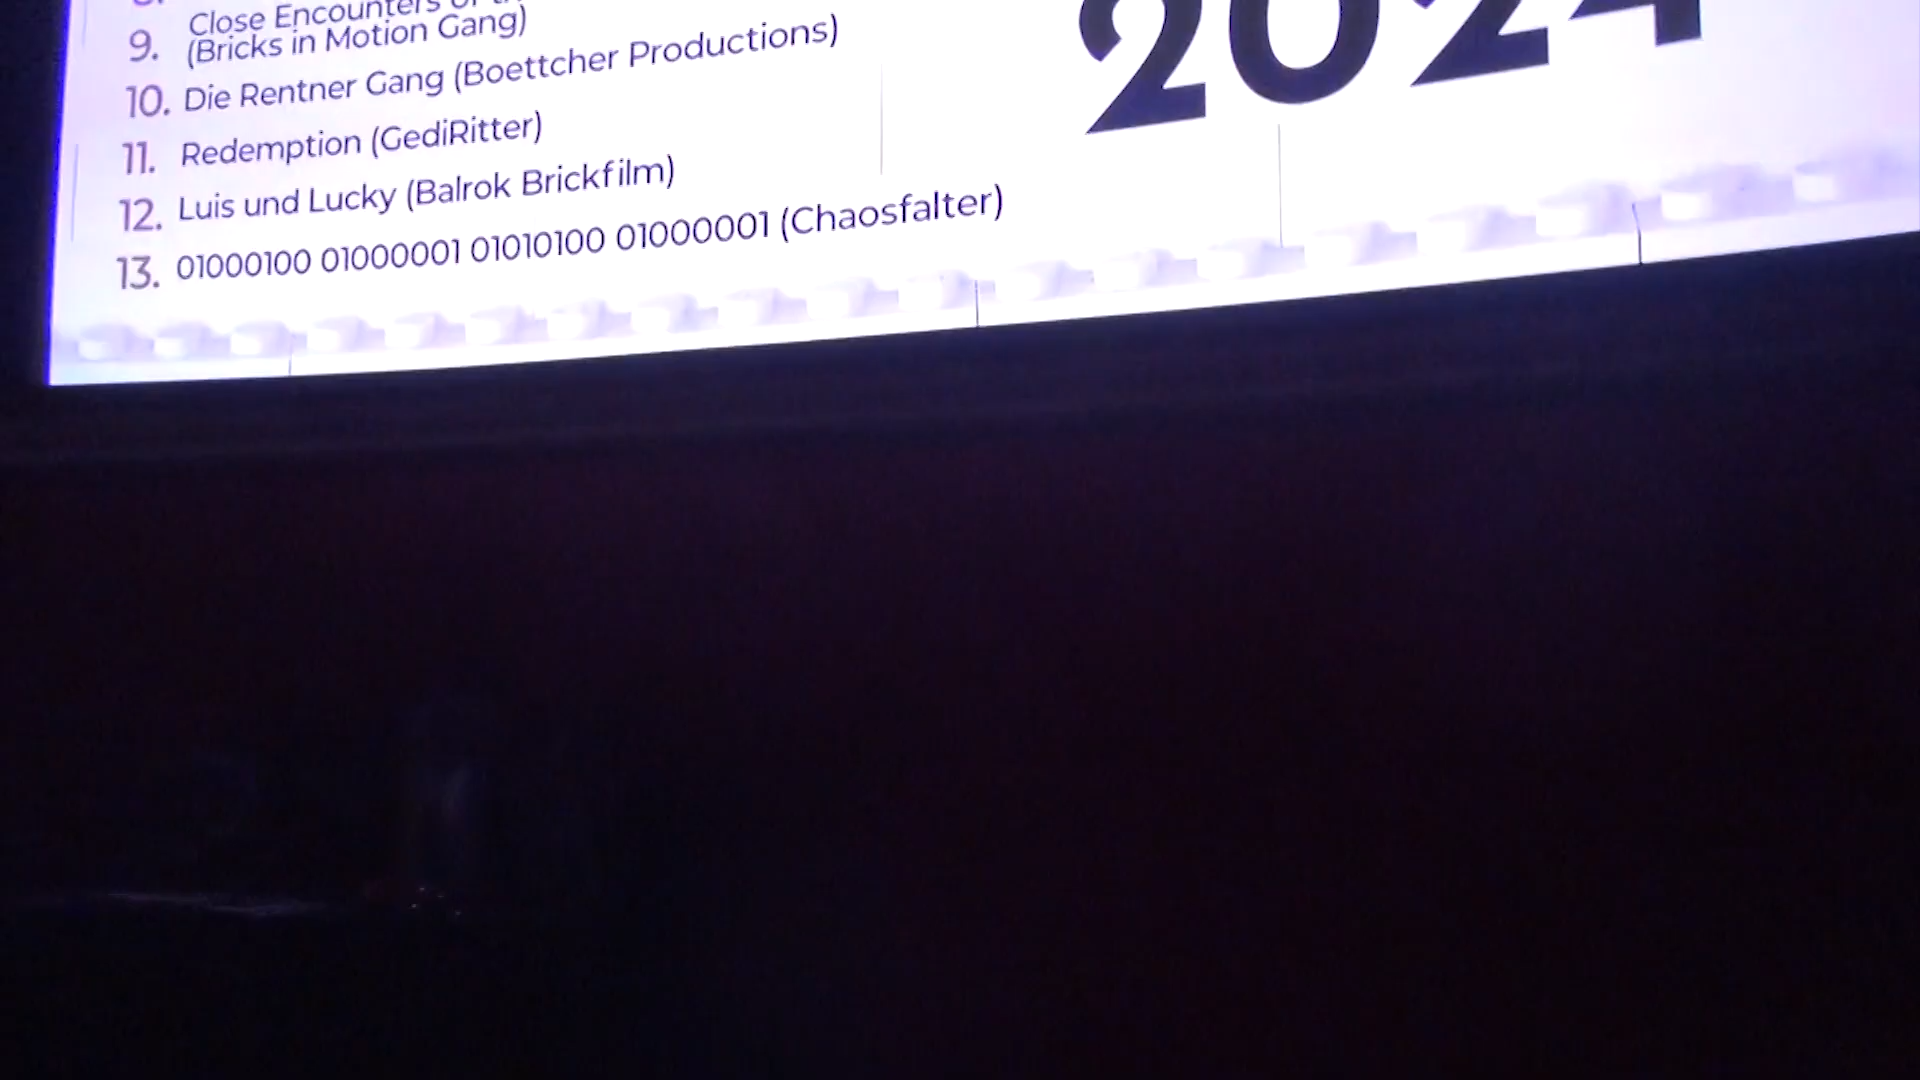 9. Close Encounters of
(Bricks in Motion Gang)
10. Die Rentner Gang (Boettcher Productions)
11. Redemption (GediRitter)
12. Luis und Lucky (Balrok Brickfilm)
13. 01000100 01000001 01010100 01000001 (Chaosfalter)
2024